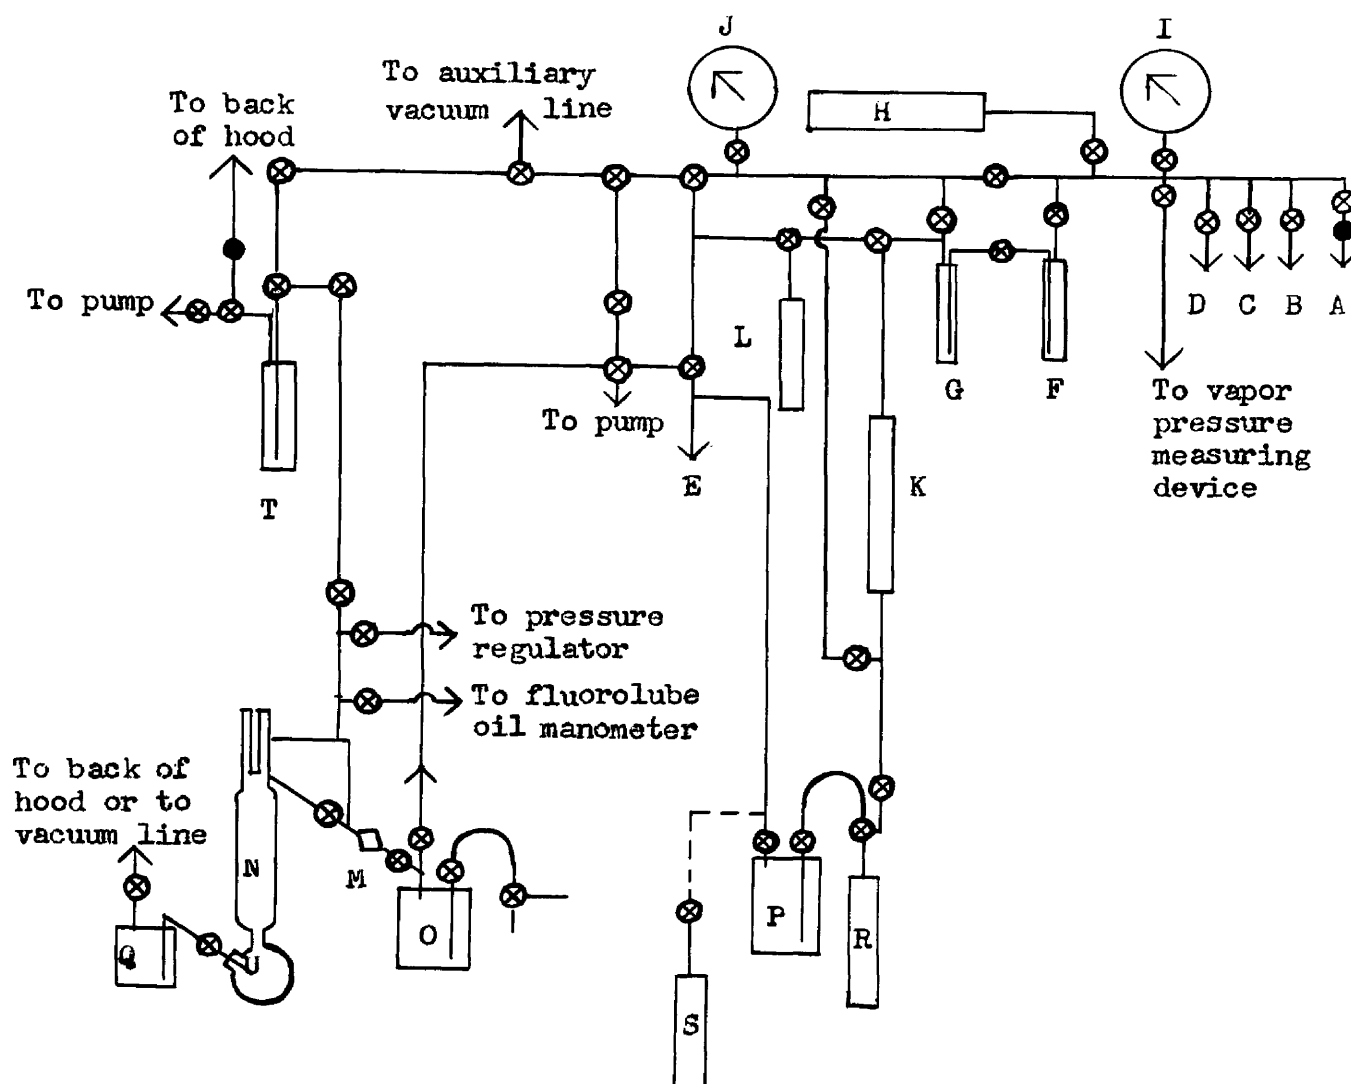 J
I
To auxiliary
vacuum line
To back
of hood
H
To pump
D C B A
L
G F
To pump
To vapor
pressure
measuring
device
E
K
T
To pressure
regulator
To fluorolube
oil manometer
To back of
hood or to
vacuum line
N
M
O
P
R
Q
S